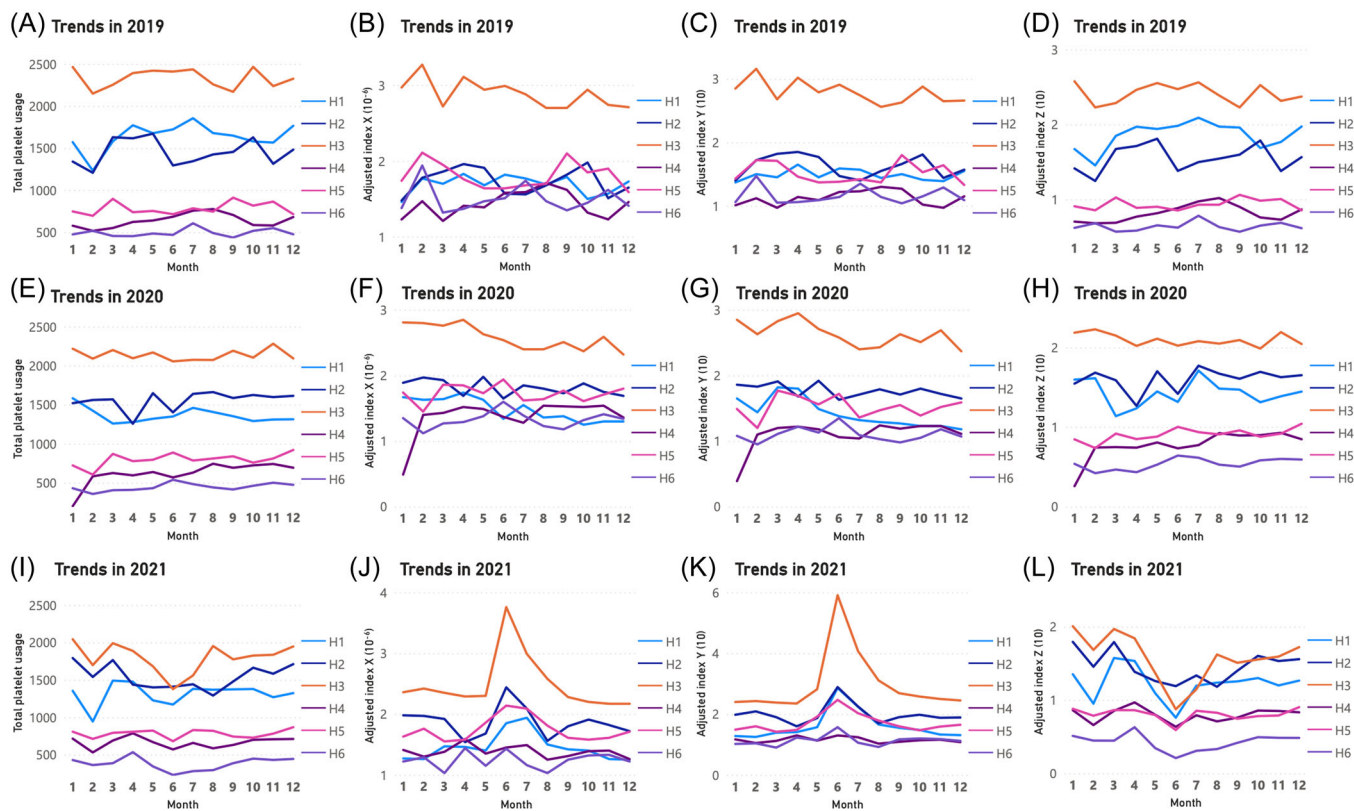 (A) Trends in 2019
2500
2000
1500
1000
500
Total platelet usage
1 2 3 4 5 6 7 8 9 10 11 12
Month
H1
H2
H3
H4
H5
H6
(B) Trends in 2019
3
2
1
Adjusted index X (10⁻⁶)
1 2 3 4 5 6 7 8 9 10 11 12
Month
H1
H2
H3
H4
H5
H6
(C) Trends in 2019
3
2
1
Adjusted index Y (10)
1 2 3 4 5 6 7 8 9 10 11 12
Month
H1
H2
H3
H4
H5
H6
(D) Trends in 2019
3
2
1
0
Adjusted index Z (10)
1 2 3 4 5 6 7 8 9 10 11 12
Month
H1
H2
H3
H4
H5
H6
(E) Trends in 2020
2500
2000
1500
1000
500
Total platelet usage
1 2 3 4 5 6 7 8 9 10 11 12
Month
H1
H2
H3
H4
H5
H6
(F) Trends in 2020
3
2
1
0
Adjusted index X (10⁻⁶)
1 2 3 4 5 6 7 8 9 10 11 12
Month
H1
H2
H3
H4
H5
H6
(G) Trends in 2020
3
2
1
0
Adjusted index Y (10)
1 2 3 4 5 6 7 8 9 10 11 12
Month
H1
H2
H3
H4
H5
H6
(H) Trends in 2020
2
1
0
Adjusted index Z (10)
1 2 3 4 5 6 7 8 9 10 11 12
Month
H1
H2
H3
H4
H5
H6
(I) Trends in 2021
2500
2000
1500
1000
500
0
Total platelet usage
1 2 3 4 5 6 7 8 9 10 11 12
Month
H1
H2
H3
H4
H5
H6
(J) Trends in 2021
4
3
2
1
Adjusted index X (10⁻⁶)
1 2 3 4 5 6 7 8 9 10 11 12
Month
H1
H2
H3
H4
H5
H6
(K) Trends in 2021
6
4
2
0
Adjusted index Y (10)
1 2 3 4 5 6 7 8 9 10 11 12
Month
H1
H2
H3
H4
H5
H6
(L) Trends in 2021
2
1
0
Adjusted index Z (10)
1 2 3 4 5 6 7 8 9 10 11 12
Month
H1
H2
H3
H4
H5
H6